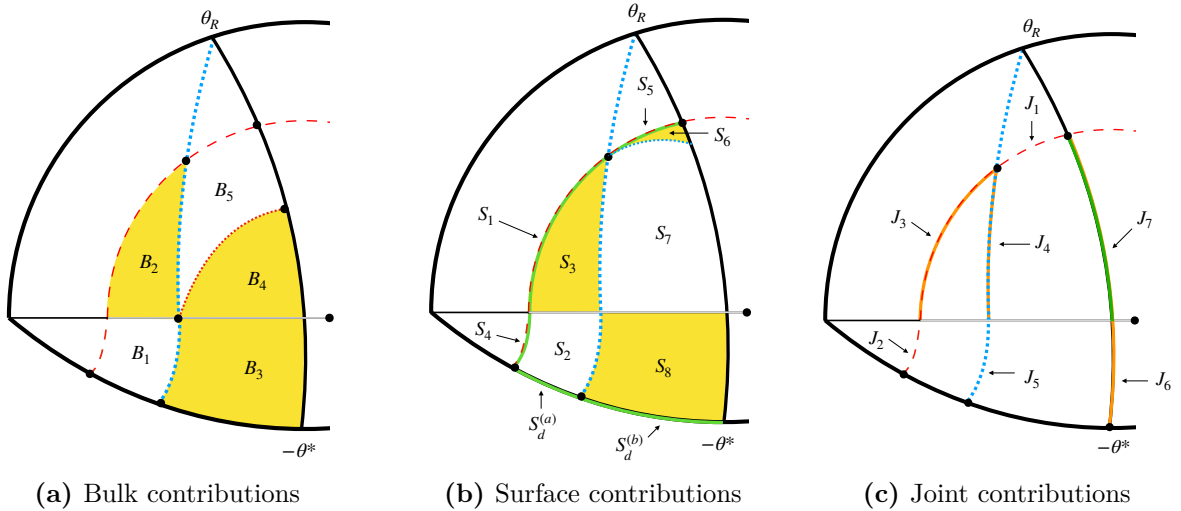 θ_R
B_5
B_2
B_4
B_1
B_3
−θ*
(a) Bulk contributions
θ_R
S_5
S_6
S_1
S_7
S_3
S_4
S_2
S_8
S_d^(a)
S_d^(b)
−θ*
(b) Surface contributions
θ_R
J_1
J_3
J_4
J_7
J_2
J_5
J_6
−θ*
(c) Joint contributions